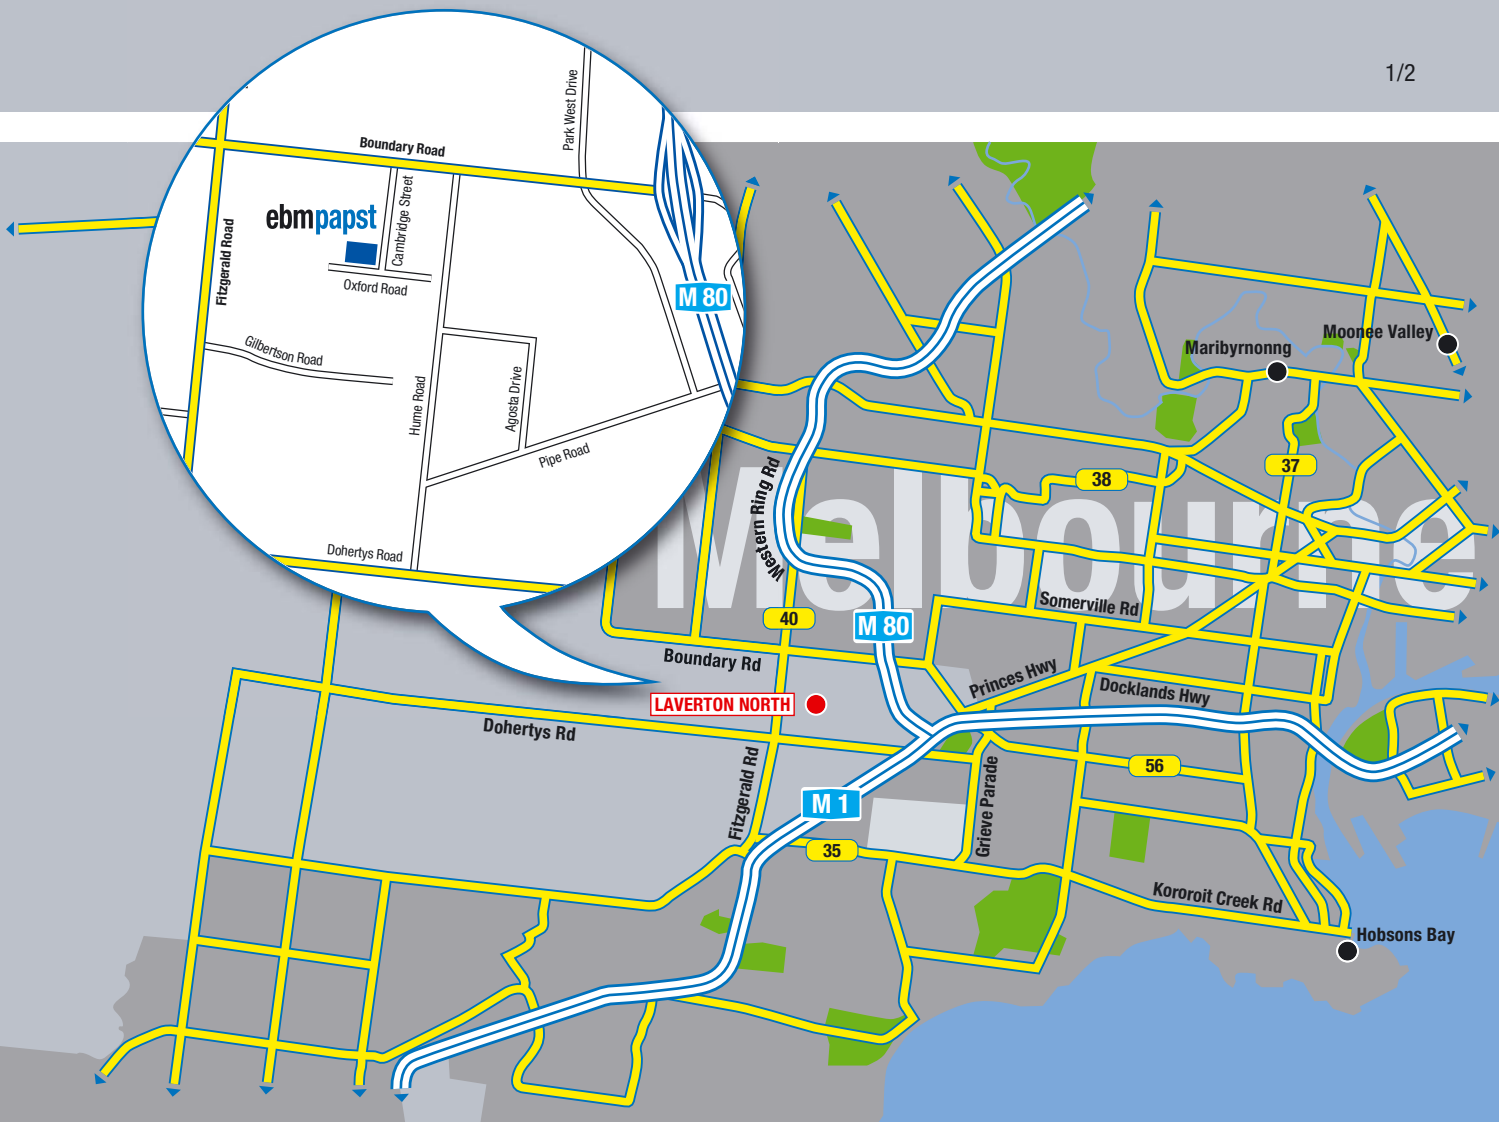 1/2
Park West Drive
Boundary Road
Cambridge Street
ebmpapst
Fitzgerald Road
Oxford Road
M 80
Gilbertson Road
Hume Road
Agosta Drive
Pipe Road
Dohertys Road
Moonee Valley
Maribyrnonng
Melbourne
Western Ring Rd
38
37
40
M 80
Somerville Rd
Boundary Rd
Princes Hwy
Docklands Hwy
LAVERTON NORTH
Dohertys Rd
Fitzgerald Rd
56
M 1
Grieve Parade
35
Kororoit Creek Rd
Hobsons Bay